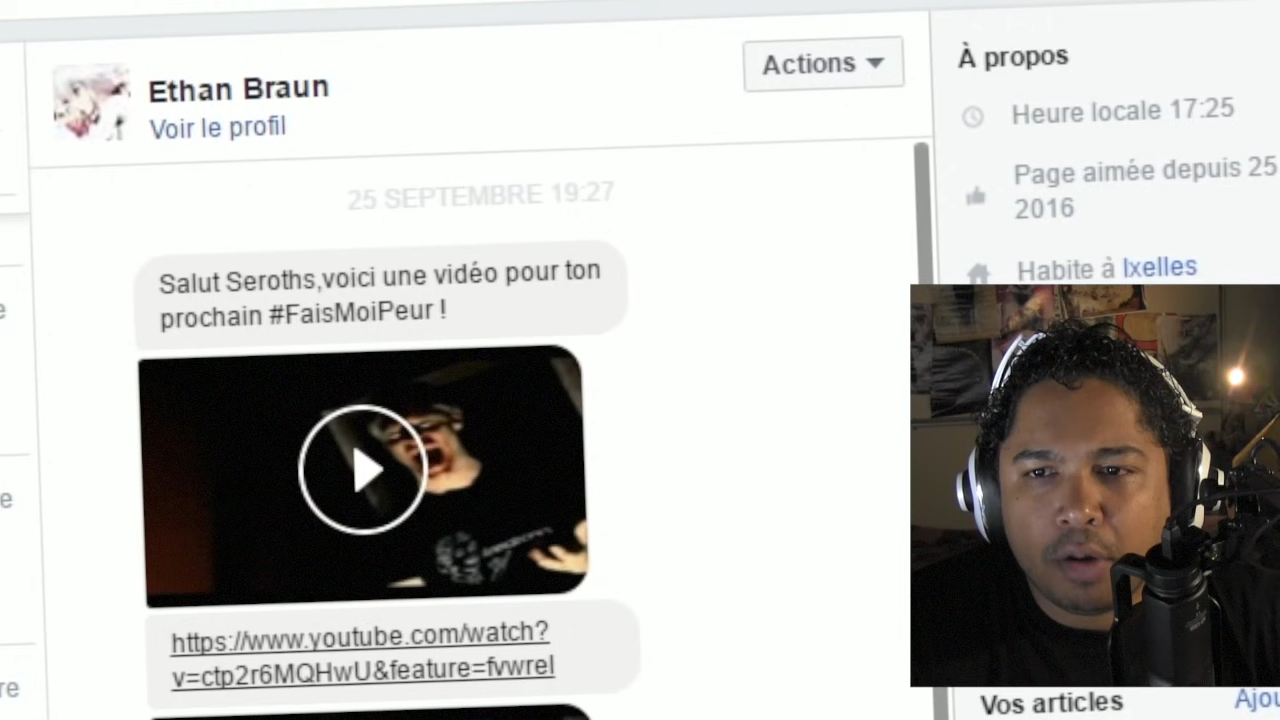 Ethan Braun
Voir le profil
Actions
À propos
Heure locale 17:25
Page aimée depuis 25
2016
Habite à Ixelles
25 SEPTEMBRE 19:27
Salut Seroths,voici une vidéo pour ton
prochain #FaisMoiPeur !
https://www.youtube.com/watch?
v=ctp2r6MQHwU&feature=fvwrel
Vos articles